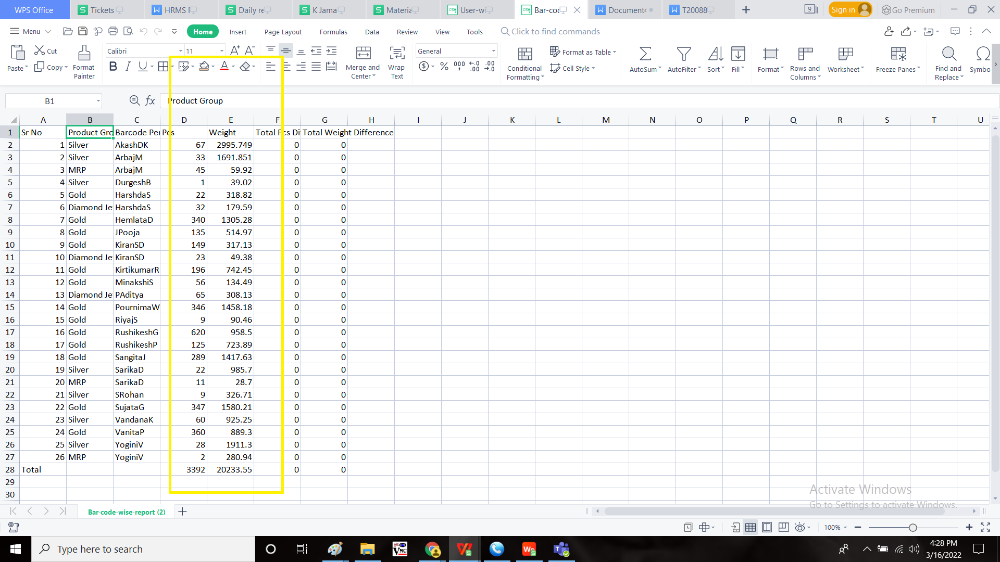 WPS Office Tickets HRMS F Daily re K Jama Materia User-wi Bar-coo Document4 T20088 9 Sign in Go Premium
Menu Home Insert Page Layout Formulas Data Review View Tools Click to find commands
Cut Calibri 11 General Format as Table
Paste Copy Format Painter Merge and Center Wrap Text Conditional Formatting Cell Style AutoSum AutoFilter Sort Fill Format Rows and Columns Worksheet Freeze Panes Find and Replace Symbo
B1 fx Product Group
A B C D E F G H I J K L M N O P Q R S T U
1 Sr No Product Gro Barcode Per Pcs Weight Total Pcs Di Total Weight Difference
2 1 Silver AkashDK 67 2995.749 0 0
3 2 Silver ArbajM 33 1691.851 0 0
4 3 MRP ArbajM 45 59.92 0 0
5 4 Silver DurgeshB 1 39.02 0 0
6 5 Gold HarshdaS 22 318.82 0 0
7 6 Diamond Je HarshdaS 32 179.59 0 0
8 7 Gold HemlataD 340 1305.28 0 0
9 8 Gold JPooja 135 514.97 0 0
10 9 Gold KiranSD 149 317.13 0 0
11 10 Diamond Je KiranSD 23 49.38 0 0
12 11 Gold KirtikumarR 196 742.45 0 0
13 12 Gold MinakshiS 56 134.49 0 0
14 13 Diamond Je PAditya 65 308.13 0 0
15 14 Gold PournimaW 346 1458.18 0 0
16 15 Gold RiyajS 9 90.46 0 0
17 16 Gold RushikeshG 620 958.5 0 0
18 17 Gold RushikeshP 125 723.89 0 0
19 18 Gold SangitaJ 289 1417.63 0 0
20 19 Silver SarikaD 22 985.7 0 0
21 20 MRP SarikaD 11 28.7 0 0
22 21 Silver SRohan 9 326.71 0 0
23 22 Gold SujataG 347 1580.21 0 0
24 23 Silver VandanaK 60 925.25 0 0
25 24 Gold VanitaP 360 889.3 0 0
26 25 Silver YoginiV 28 1911.3 0 0
27 26 MRP YoginiV 2 280.94 0 0
28 Total 3392 20233.55 0 0
29
30
Activate Windows
Go to Settings to activate Windows.
Bar-code-wise-report (2)
100%
Type here to search
4:28 PM
3/16/2022